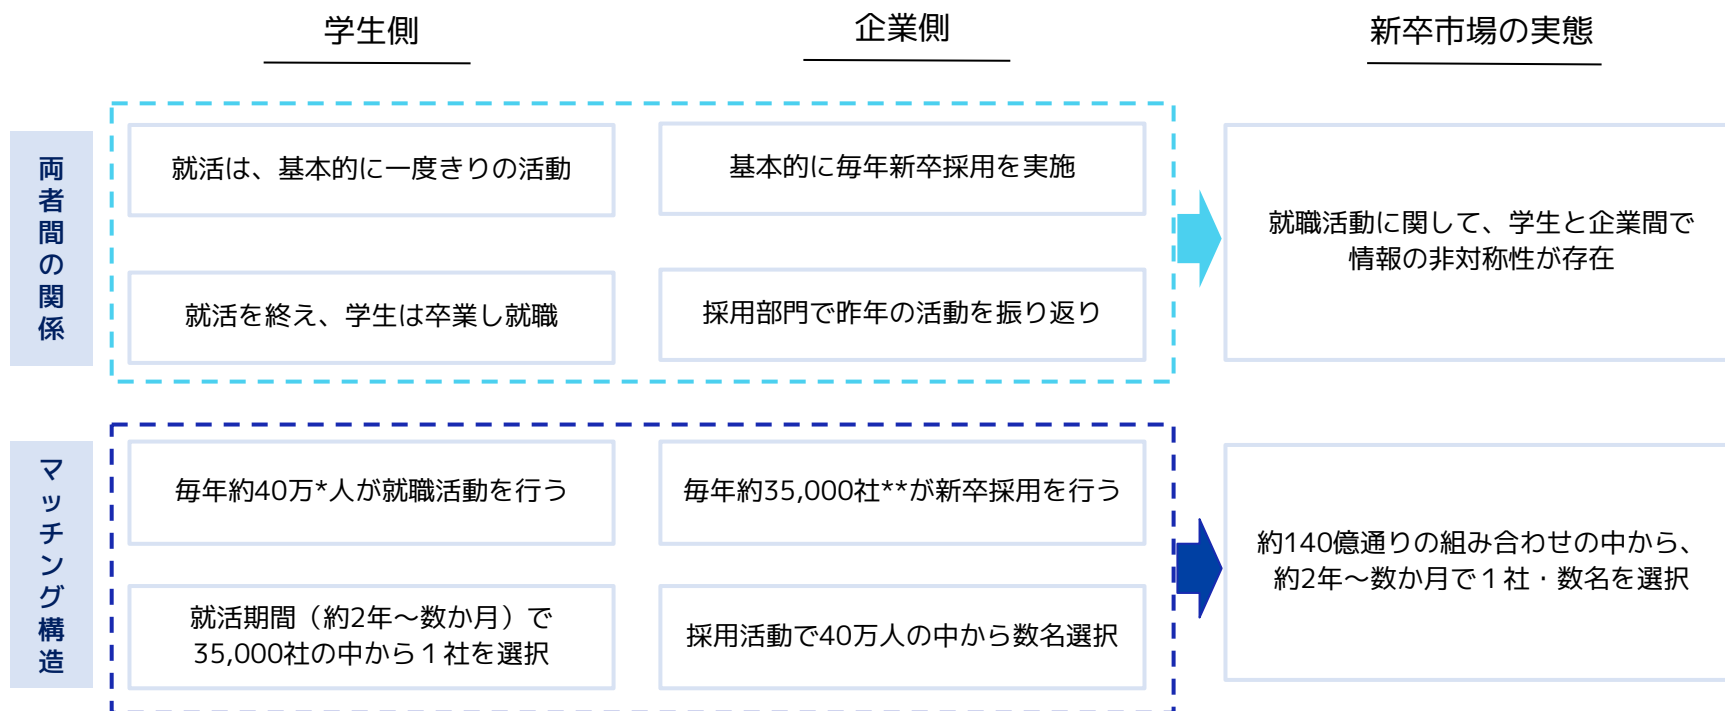 学生側
企業側
新卒市場の実態
両者間の関係
就活は、基本的に一度きりの活動
基本的に毎年新卒採用を実施
就活を終え、学生は卒業し就職
採用部門で昨年の活動を振り返り
就職活動に関して、学生と企業間で
情報の非対称性が存在
マッチング構造
毎年約40万*人が就職活動を行う
毎年約35,000社**が新卒採用を行う
就活期間（約2年～数か月）で
35,000社の中から１社を選択
採用活動で40万人の中から数名選択
約140億通りの組み合わせの中から、
約2年～数か月で１社・数名を選択